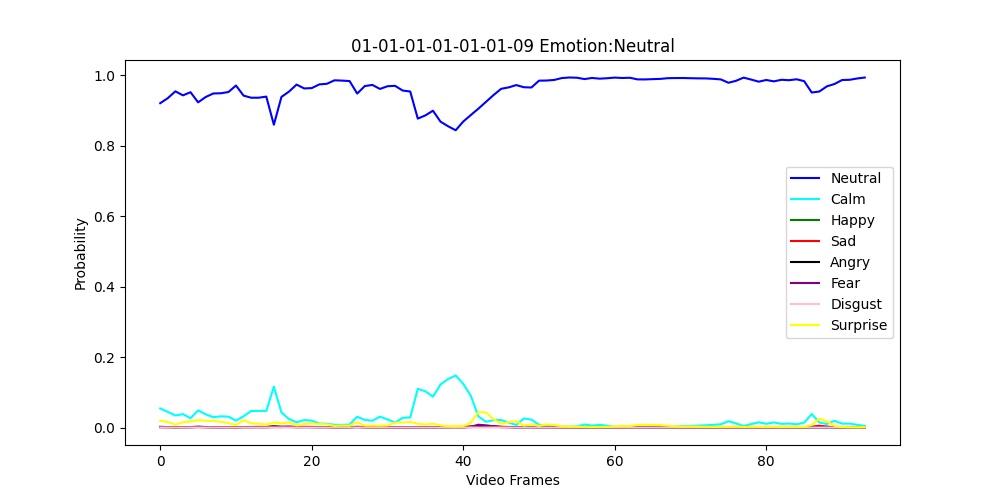 01-01-01-01-01-01-09 Emotion:Neutral
1.0
0.8
0.6
0.4
0.2
0.0
Probability
Neutral
Calm
Happy
Sad
Angry
Fear
Disgust
Surprise
0 20 40 60 80
Video Frames